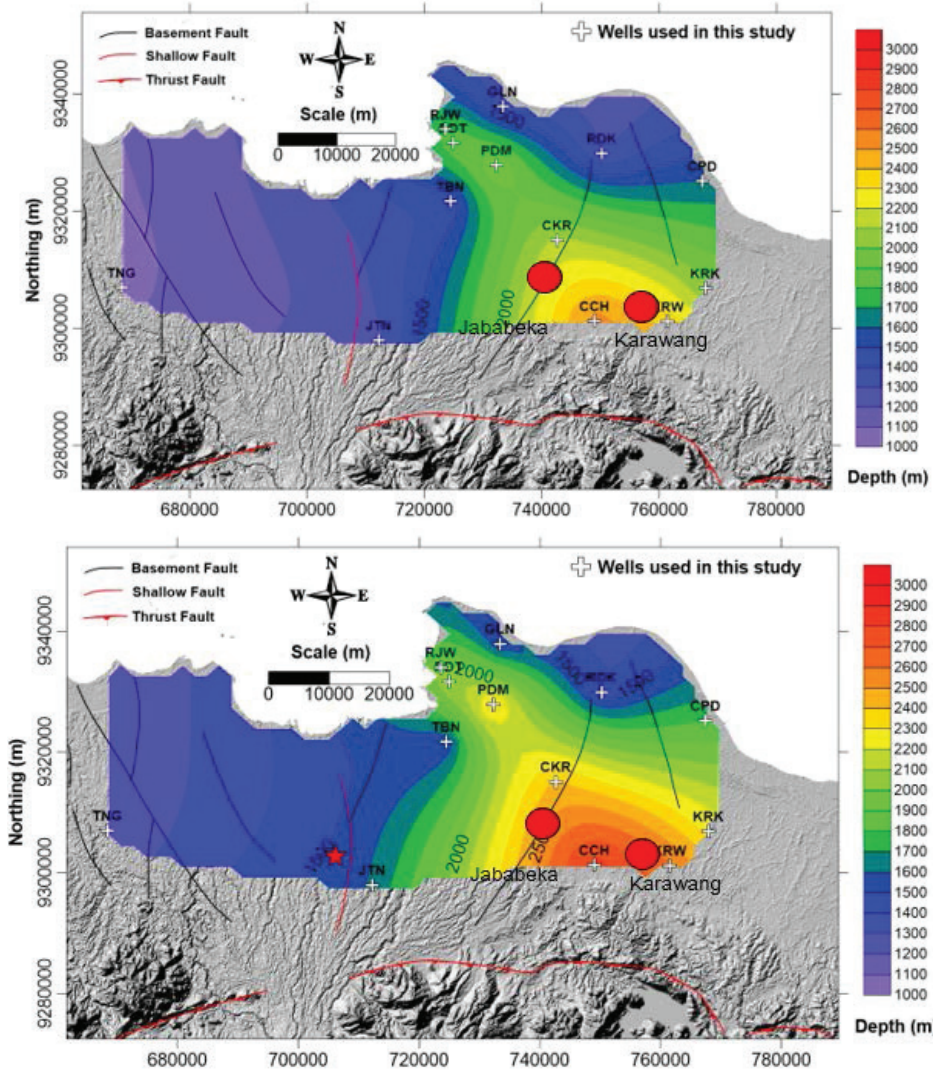 Basement Fault
Shallow Fault
Thrust Fault
N
W E
S
Scale (m)
0 10000 20000
Wells used in this study
GLN
1500
RJW
PDM
RDK
CPD
TBN
CKR
TNG
KRK
2000
CCH
JTN
1500
Jababeka
Karawang
Northing (m)
9340000
9320000
9300000
9280000
680000 700000 720000 740000 760000 780000
3000
2900
2800
2700
2600
2500
2400
2300
2200
2100
2000
1900
1800
1700
1600
1500
1400
1300
1200
1100
1000
Depth (m)
Basement Fault
Shallow Fault
Thrust Fault
N
W E
S
Scale (m)
0 10000 20000
Wells used in this study
GLN
RJW
2000
1500
1500
PDM
CPD
TBN
CKR
TNG
KRK
2000
CCH
JTN
Jababeka
Karawang
Northing (m)
9340000
9320000
9300000
9280000
680000 700000 720000 740000 760000 780000
3000
2900
2800
2700
2600
2500
2400
2300
2200
2100
2000
1900
1800
1700
1600
1500
1400
1300
1200
1100
1000
Depth (m)